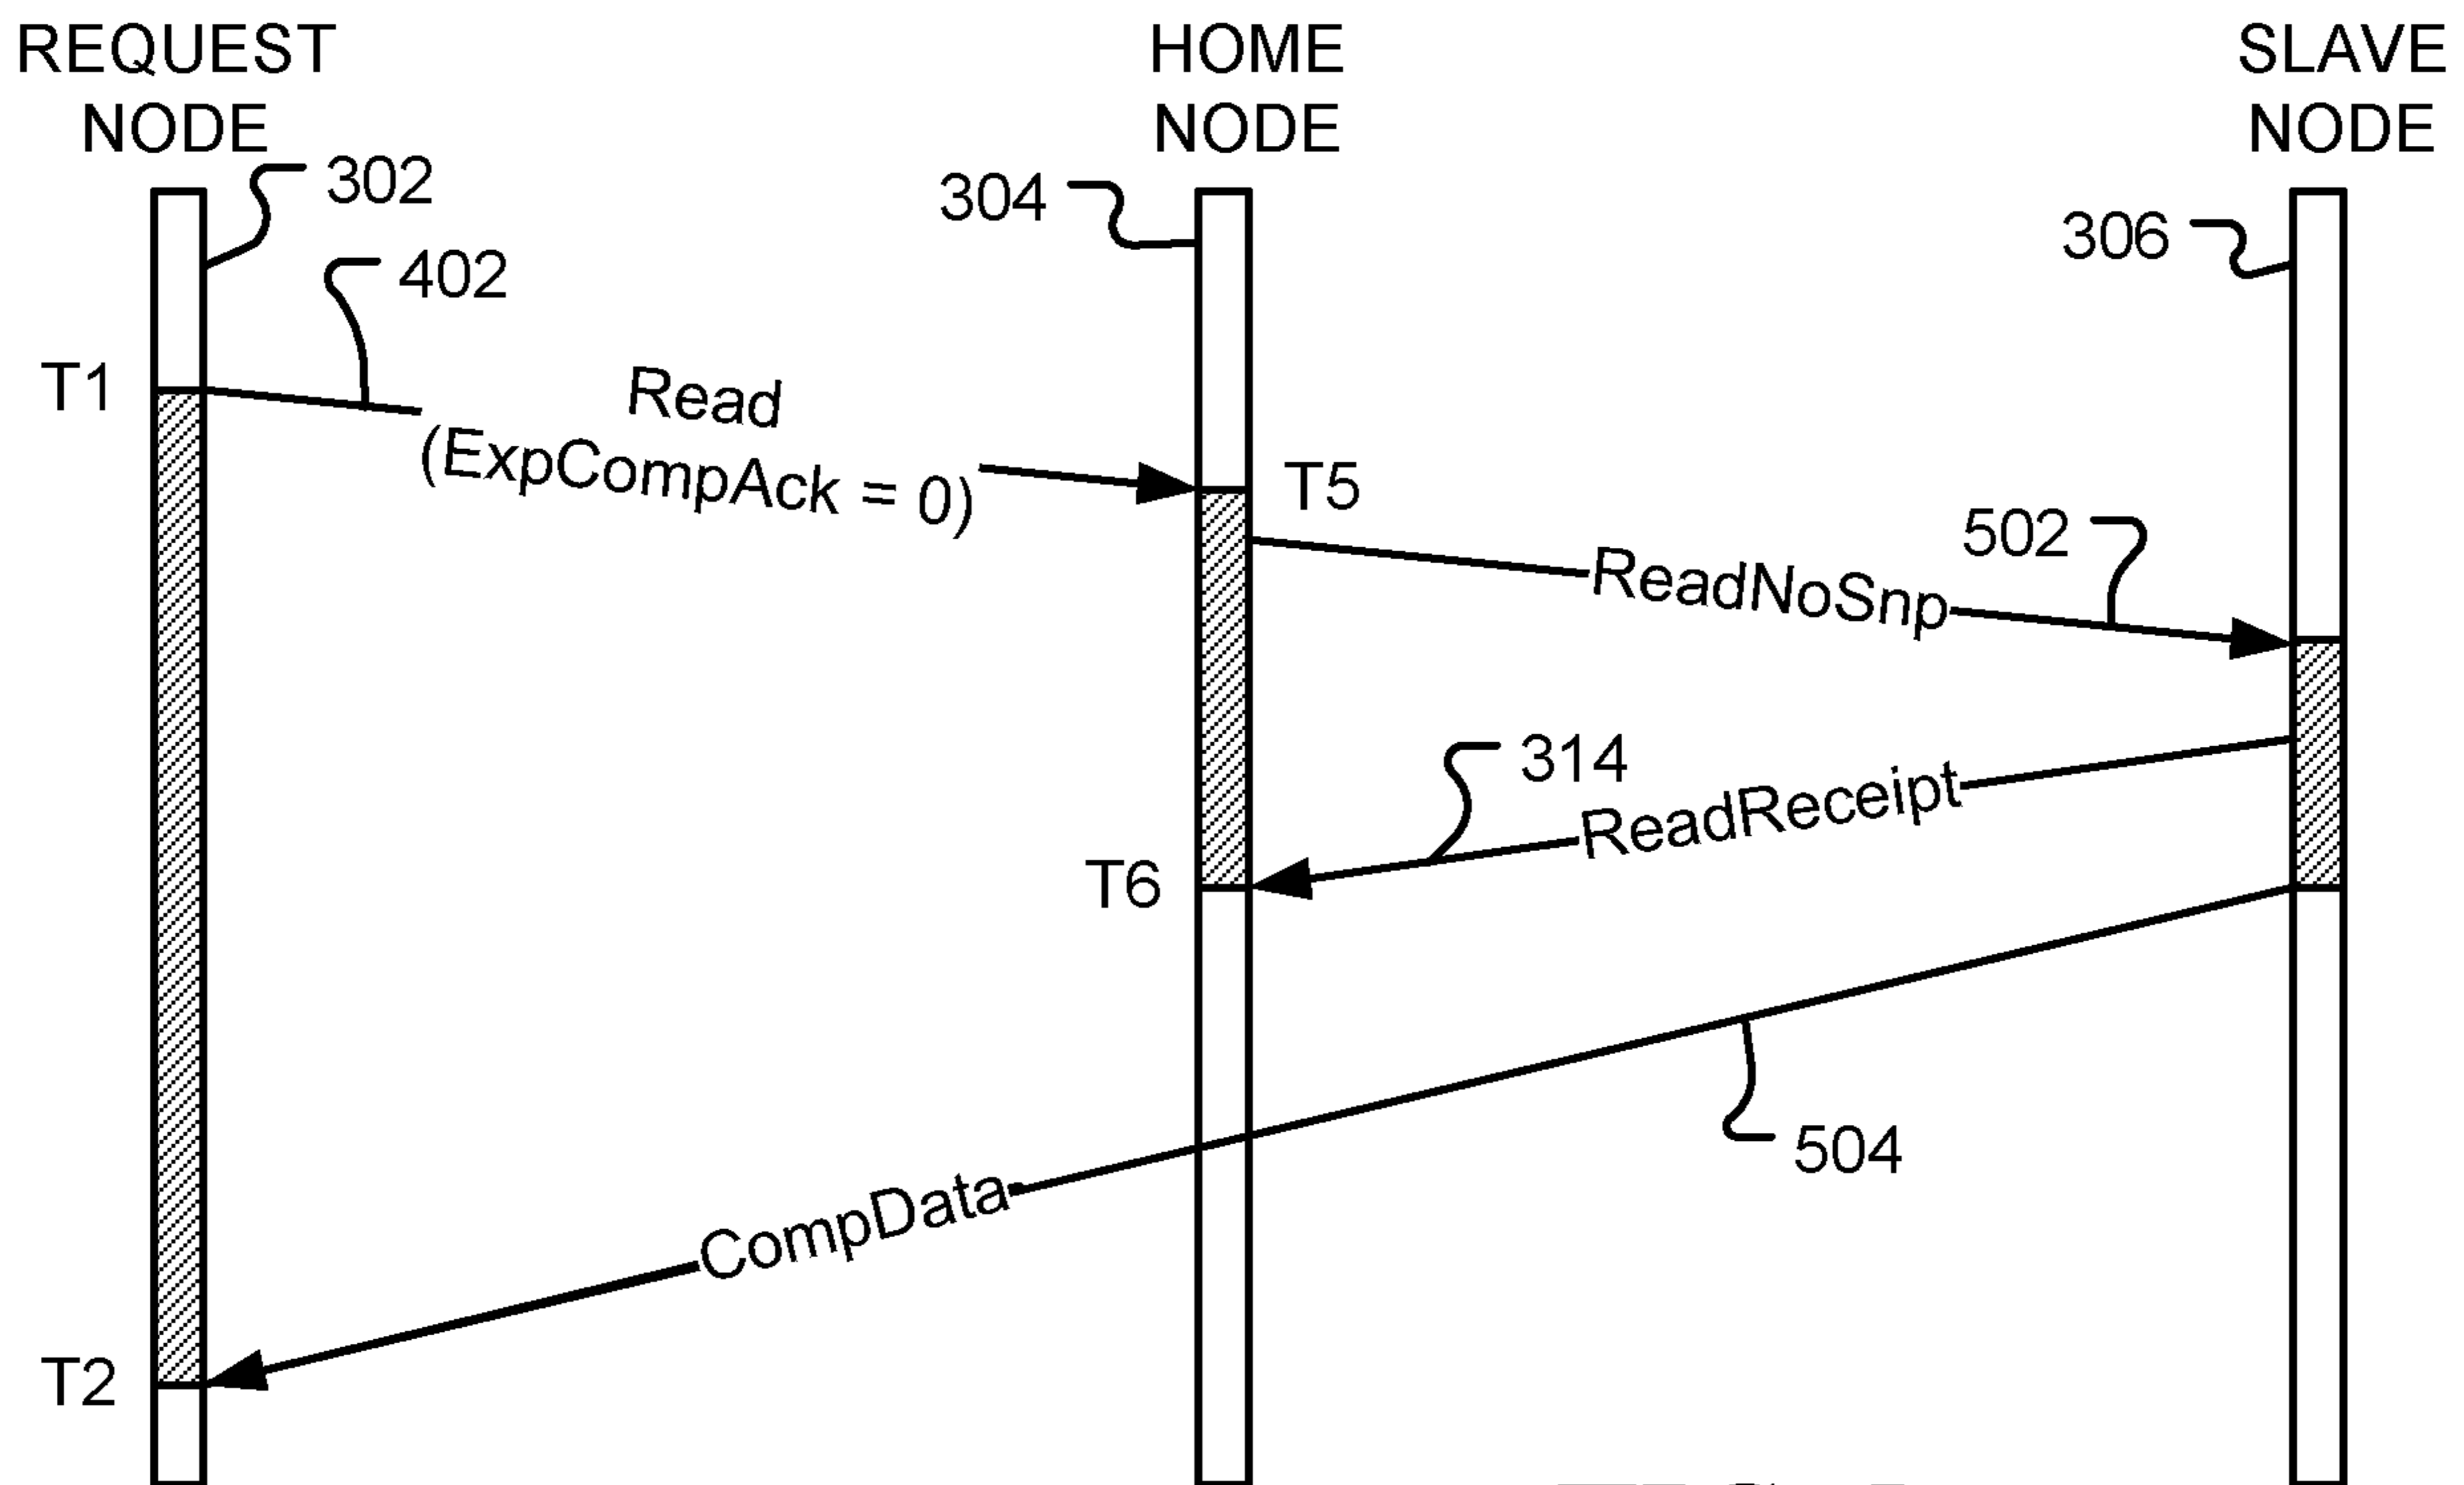 REQUEST
NODE
HOME
NODE
SLAVE
NODE
302
304
306
402
T1
Read
(ExpCompAck = 0)
T5
502
ReadNoSnp
314
ReadReceipt
T6
504
CompData
T2